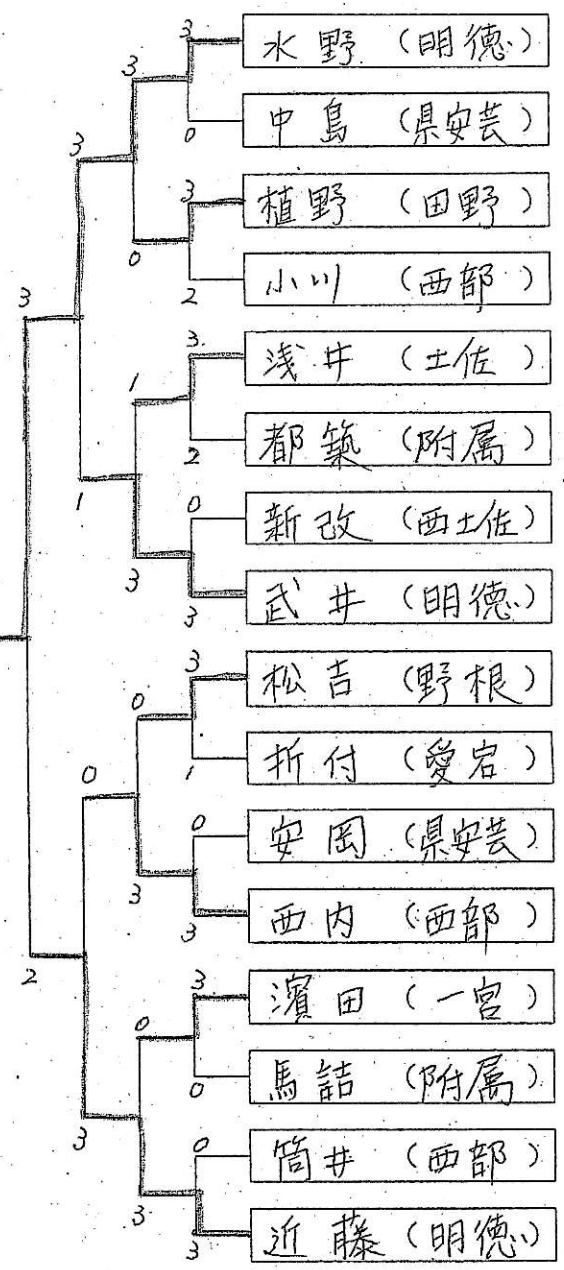 3
水野 (明徳)
3
0
中島 (県安芸)
3
3
植野 (田野)
0
2
小川 (西部)
3
3
浅井 (土佐)
1
2
都築 (附属)
1
0
新改 (西土佐)
3
3
武井 (明徳)
3
松吉 (野根)
0
1
折付 (愛宕)
0
0
安岡 (県安芸)
3
3
西内 (西部)
2
3
濱田 (一宮)
0
0
馬詰 (附属)
3
0
筒井 (西部)
3
3
近藤 (明徳)